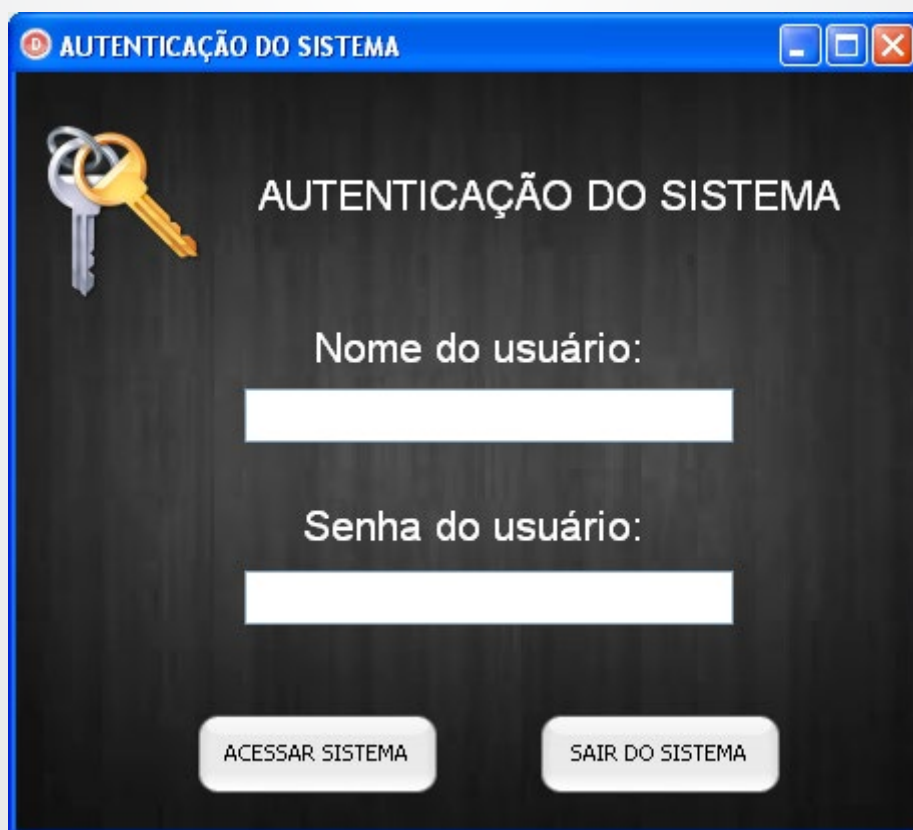 D AUTENTICAÇÃO DO SISTEMA
AUTENTICAÇÃO DO SISTEMA
Nome do usuário:
Senha do usuário:
ACESSAR SISTEMA SAIR DO SISTEMA